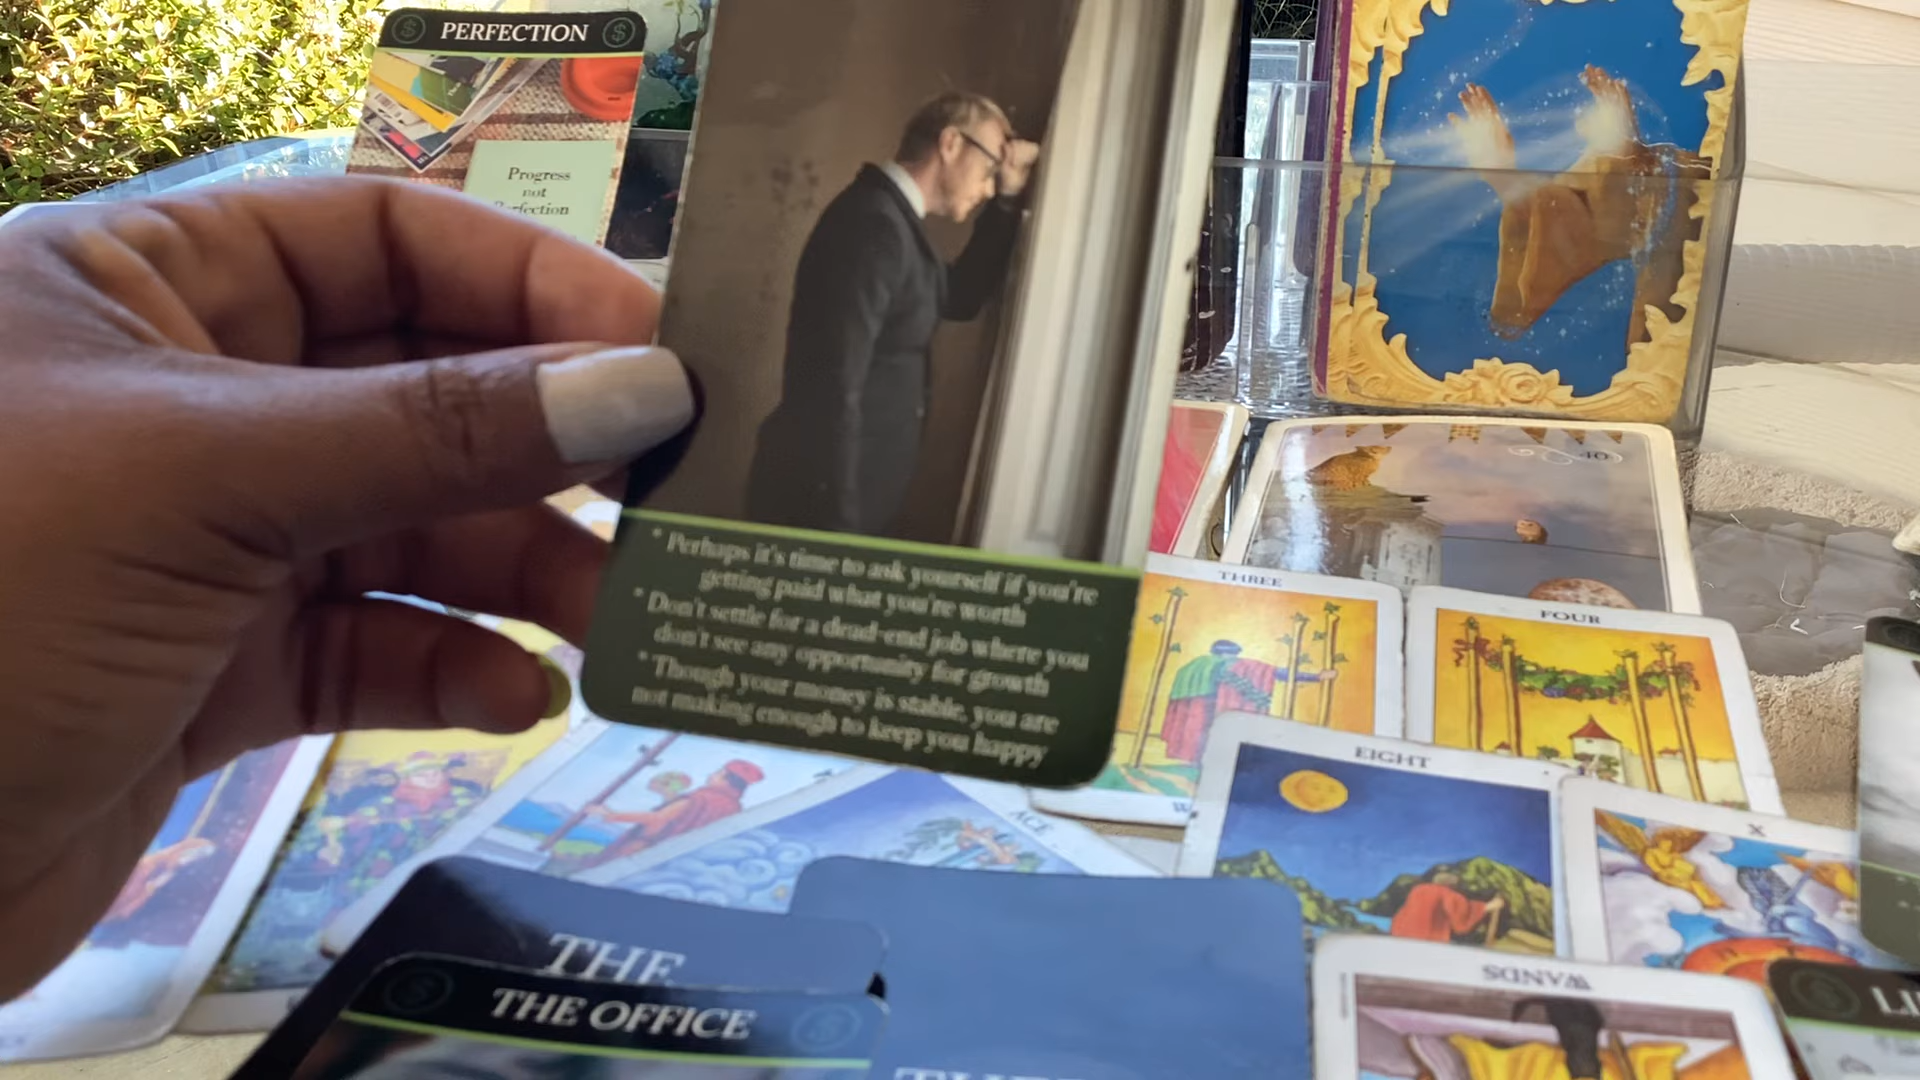 PERFECTION
Progress
not
Perfection
40
* Perhaps it's time to ask yourself if you're
getting paid what you're worth
* Don't settle for a dead-end job where you
don't see any opportunity for growth
* Though your money is stable, you are
not making enough to keep you happy
THREE
FOUR
EIGHT
X
ACE
WANDS
THE
THE OFFICE